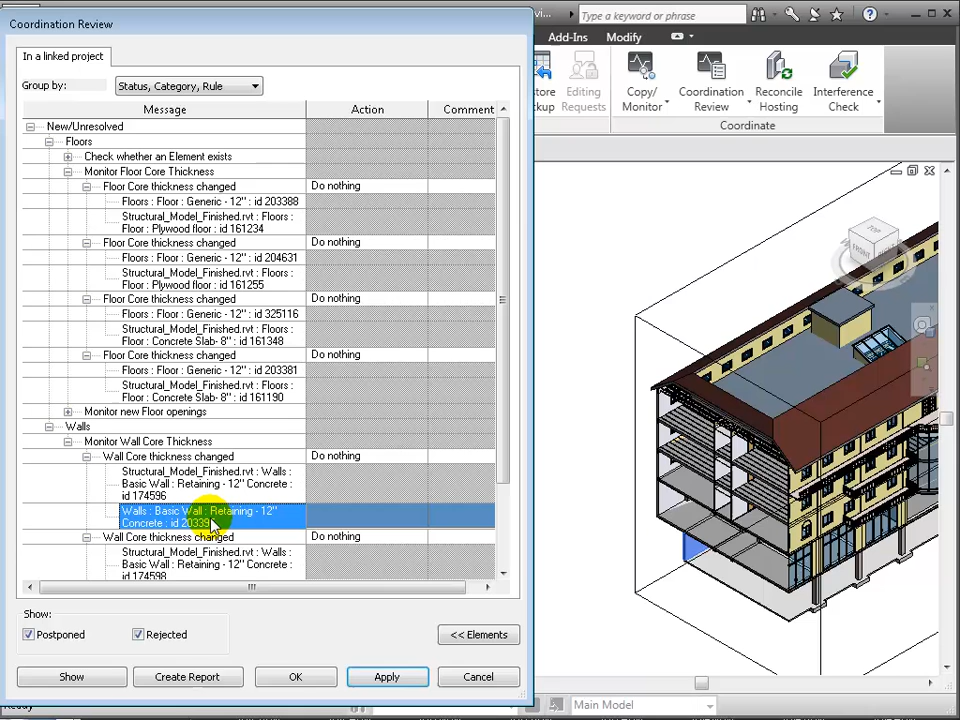 Coordination Review
Type a keyword or phrase
In a linked project
Group by:
Status, Category, Rule
Message
Action
Comment
New/Unresolved
Floors
Check whether an Element exists
Monitor Floor Core Thickness
Floor Core thickness changed
Do nothing
Floors : Floor : Generic - 12" : id 203388
Structural_Model_Finished.rvt : Floors :
Floor : Plywood floor : id 161234
Floor Core thickness changed
Do nothing
Floors : Floor : Generic - 12" : id 204631
Structural_Model_Finished.rvt : Floors :
Floor : Plywood floor : id 161255
Floor Core thickness changed
Do nothing
Floors : Floor : Generic - 12" : id 325116
Structural_Model_Finished.rvt : Floors :
Floor : Concrete Slab- 8" : id 161348
Floor Core thickness changed
Do nothing
Floors : Floor : Generic - 12" : id 203381
Structural_Model_Finished.rvt : Floors :
Floor : Concrete Slab- 8" : id 161190
Monitor new Floor openings
Walls
Monitor Wall Core Thickness
Wall Core thickness changed
Do nothing
Structural_Model_Finished.rvt : Walls :
Basic Wall : Retaining - 12" Concrete :
id 174596
Walls : Basic Wall : Retaining - 12"
Concrete : id
Wall Core thickness changed
Do nothing
Structural_Model_Finished.rvt : Walls :
Basic Wall : Retaining - 12" Concrete :
id 174598
Show:
Postponed
Rejected
<< Elements
Show
Create Report
OK
Apply
Cancel
Add-Ins
Modify
Editing
Requests
Copy/
Monitor
Coordination
Review
Reconcile
Hosting
Interference
Check
Coordinate
TOP
FRONT
Main Model